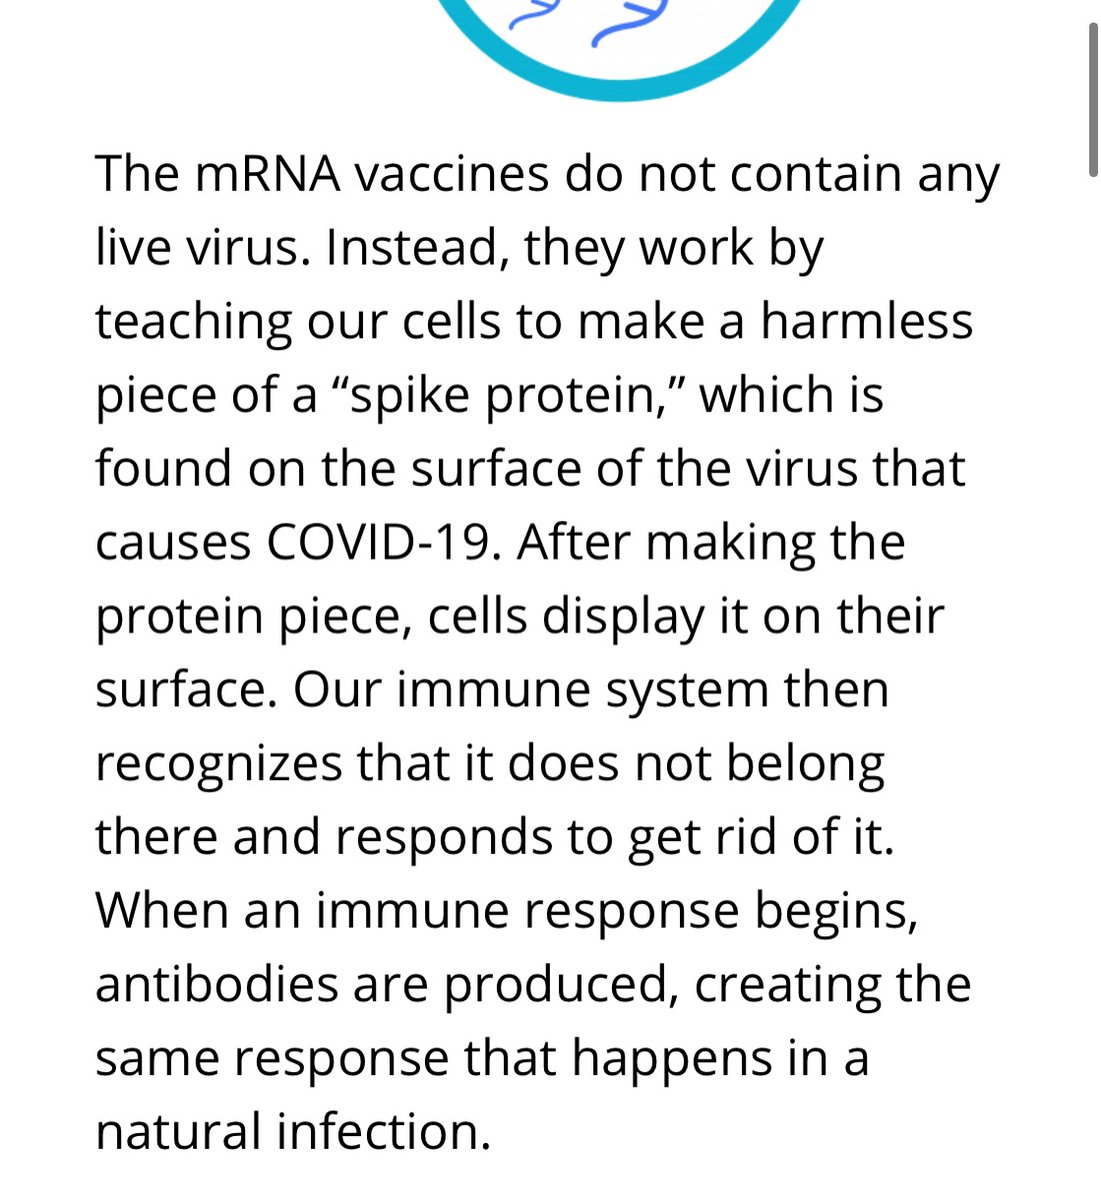 The mRNA vaccines do not contain any
live virus. Instead, they work by
teaching our cells to make a harmless
piece of a “spike protein,” which is
found on the surface of the virus that
causes COVID-19. After making the
protein piece, cells display it on their
surface. Our immune system then
recognizes that it does not belong
there and responds to get rid of it.
When an immune response begins,
antibodies are produced, creating the
same response that happens in a
natural infection.